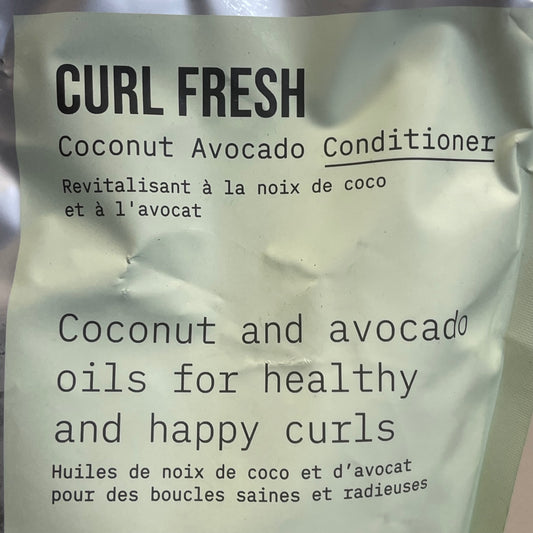 CURL FRESH
Coconut Avocado Conditioner
Revitalisant à la noix de coco
et à l'avocat
Coconut and avocado
oils for healthy
and happy curls
Huiles de noix de coco et d’avocat
pour des boucles saines et radieuses